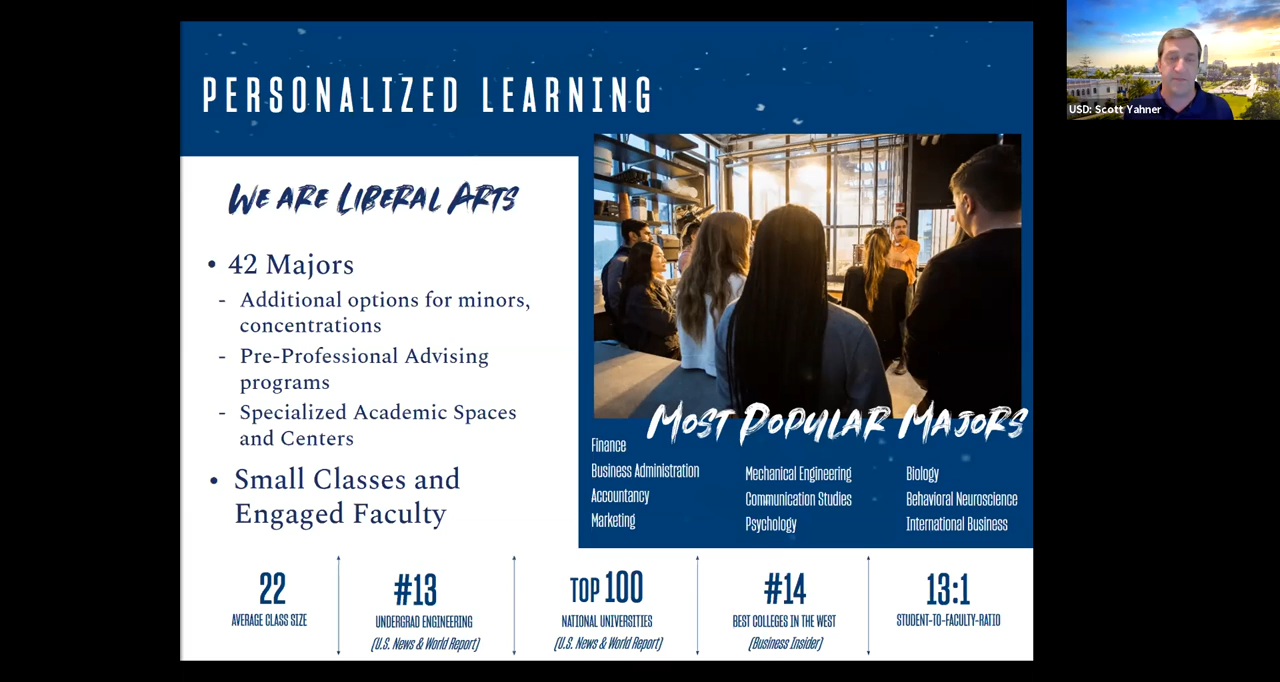 PERSONALIZED LEARNING
USD: Scott Yahner
WE ARE LIBERAL ARTS
• 42 Majors
- Additional options for minors,
concentrations
- Pre-Professional Advising
programs
- Specialized Academic Spaces
and Centers
• Small Classes and
Engaged Faculty
MOST POPULAR MAJORS
Finance
Business Administration
Accountancy
Marketing
Mechanical Engineering
Communication Studies
Psychology
Biology
Behavioral Neuroscience
International Business
22
AVERAGE CLASS SIZE
#13
UNDERGRAD ENGINEERING
(U.S. News & World Report)
TOP 100
NATIONAL UNIVERSITIES
(U.S. News & World Report)
#14
BEST COLLEGES IN THE WEST
(Business Insider)
13:1
STUDENT-TO-FACULTY-RATIO